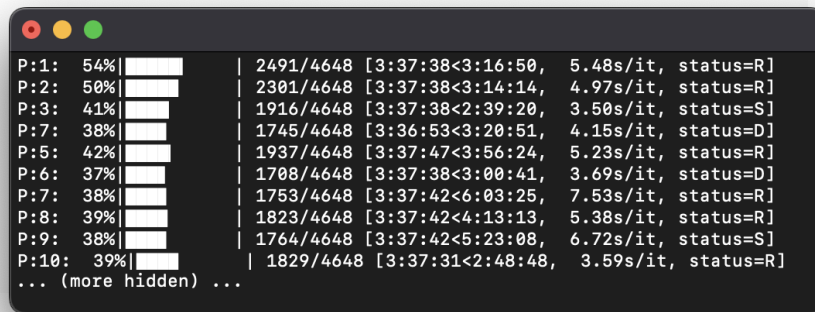 P:1:  54%|█████▎    | 2491/4648 [3:37:38<3:16:50,  5.48s/it, status=R]
P:2:  50%|████▉     | 2301/4648 [3:37:38<3:14:14,  4.97s/it, status=R]
P:3:  41%|████      | 1916/4648 [3:37:38<2:39:20,  3.50s/it, status=S]
P:7:  38%|███▊      | 1745/4648 [3:36:53<3:20:51,  4.15s/it, status=D]
P:5:  42%|████▏     | 1937/4648 [3:37:47<3:56:24,  5.23s/it, status=R]
P:6:  37%|███▋      | 1708/4648 [3:37:38<3:00:41,  3.69s/it, status=D]
P:7:  38%|███▊      | 1753/4648 [3:37:42<6:03:25,  7.53s/it, status=R]
P:8:  39%|███▉      | 1823/4648 [3:37:42<4:13:13,  5.38s/it, status=R]
P:9:  38%|███▊      | 1764/4648 [3:37:42<5:23:08,  6.72s/it, status=S]
P:10:  39%|███▉      | 1829/4648 [3:37:31<2:48:48,  3.59s/it, status=R]
... (more hidden) ...